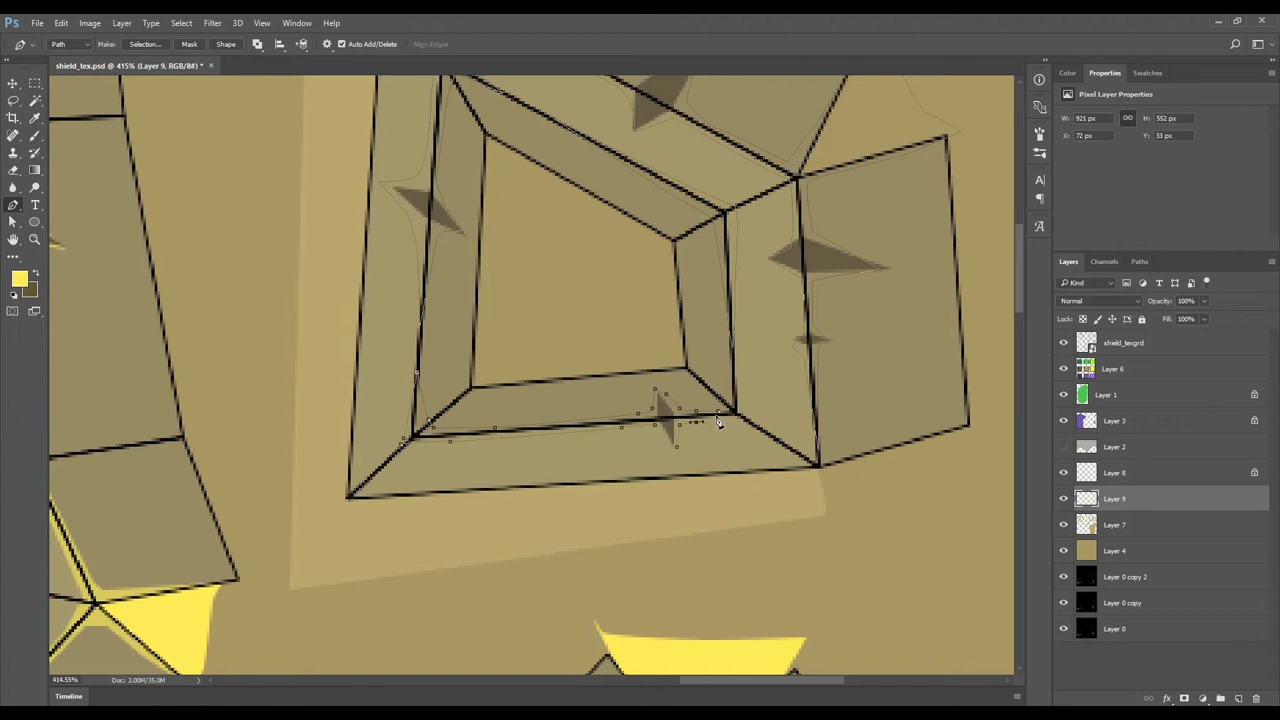 Ps File Edit Image Layer Type Select Filter 3D View Window Help
Path Make: Selection... Mask Shape Auto Add/Delete Align Edges
shield_tex.psd @ 415% (Layer 9, RGB/8#) *
Color Properties Swatches
Pixel Layer Properties
W: 921 px H: 552 px
X: 72 px Y: 33 px
Layers Channels Paths
Kind
Normal Opacity: 100%
Lock: Fill: 100%
shield_texgrd
Layer 6
Layer 1
Layer 3
Layer 2
Layer 8
Layer 9
Layer 7
Layer 4
Layer 0 copy 2
Layer 0 copy
Layer 0
414.55% Doc: 3.00M/35.0M
Timeline